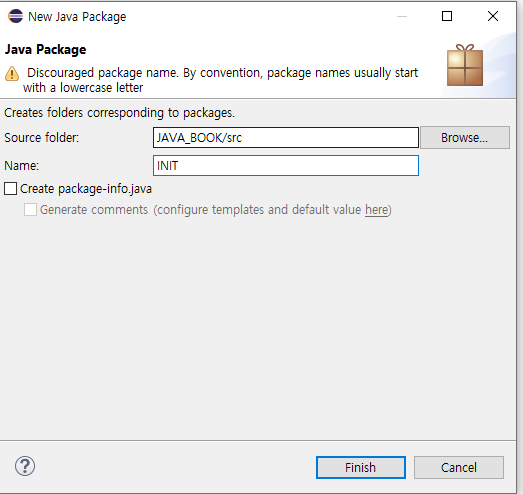 New Java Package
Java Package
Discouraged package name. By convention, package names usually start
with a lowercase letter
Creates folders corresponding to packages.
Source folder: JAVA_BOOK/src Browse...
Name: INIT
Create package-info.java
Generate comments (configure templates and default value here)
? Finish Cancel